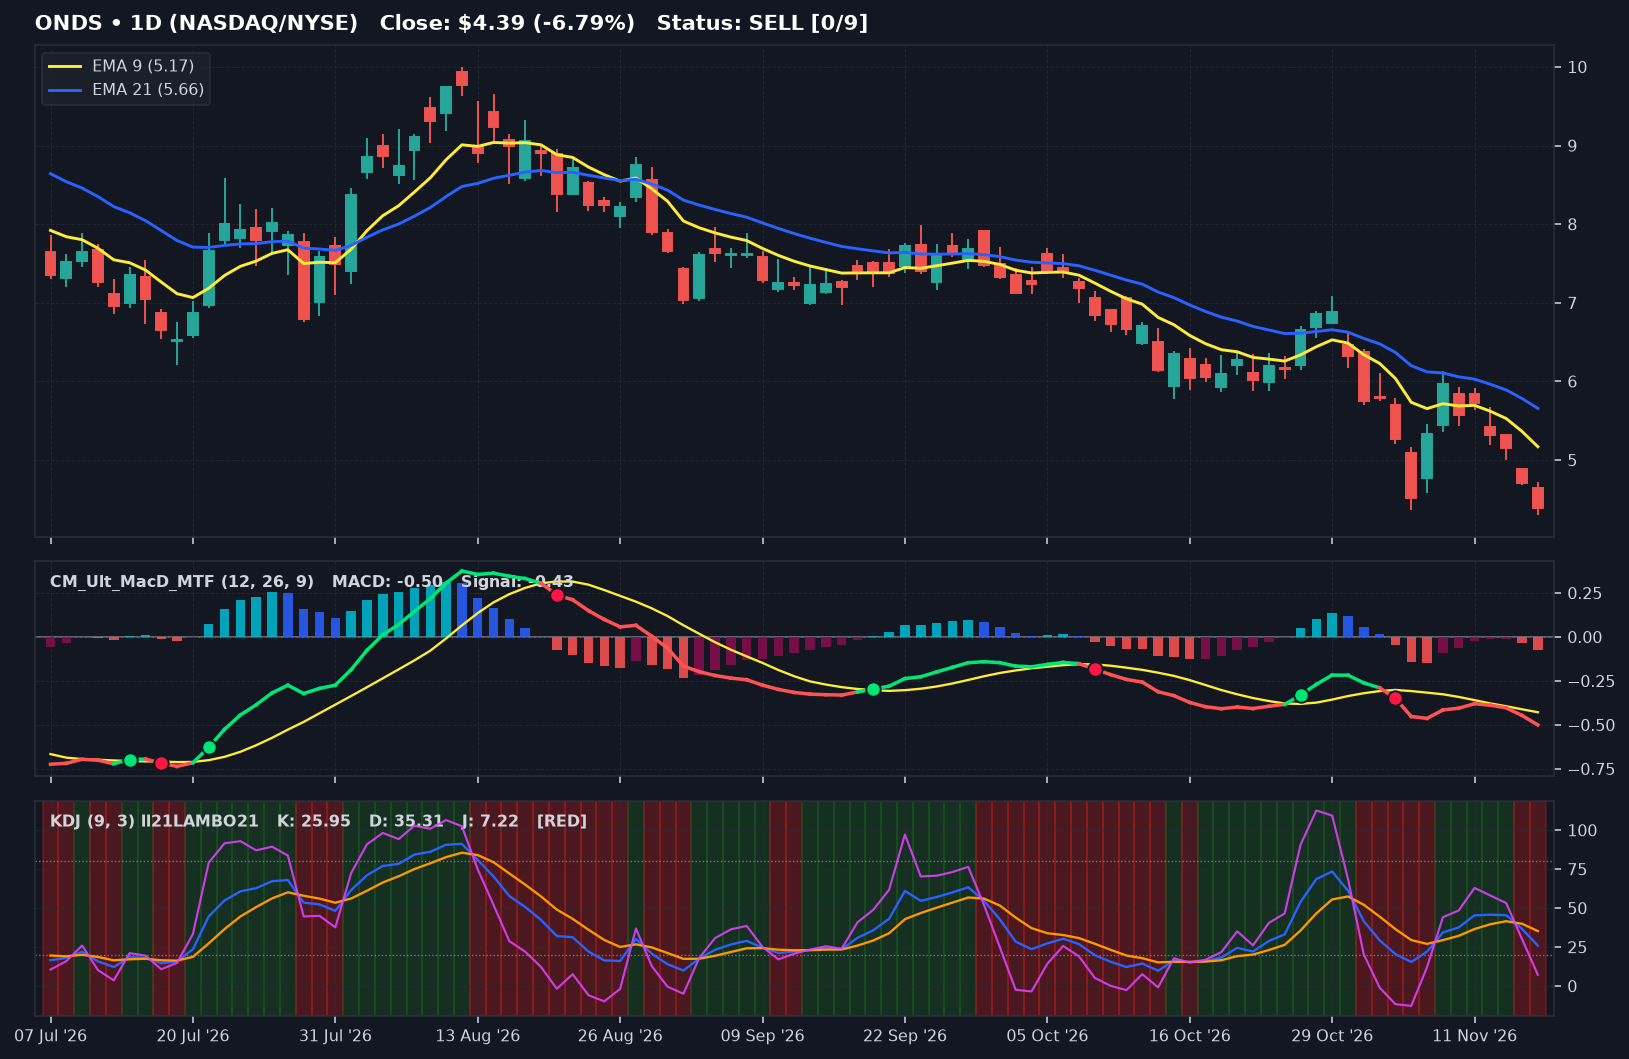 ONDS • 1D (NASDAQ/NYSE)   Close: $4.39 (-6.79%)   Status: SELL [0/9]
EMA 9 (5.17)
EMA 21 (5.66)
10
9
8
7
6
5
CM_Ult_MacD_MTF (12, 26, 9)   MACD: -0.50   Signal: -0.43
0.25
0.00
−0.25
−0.50
−0.75
KDJ (9, 3) II21LAMBO21   K: 25.95   D: 35.31   J: 7.22   [RED]
100
75
50
25
0
07 Jul '26   20 Jul '26   31 Jul '26   13 Aug '26   26 Aug '26   09 Sep '26   22 Sep '26   05 Oct '26   16 Oct '26   29 Oct '26   11 Nov '26